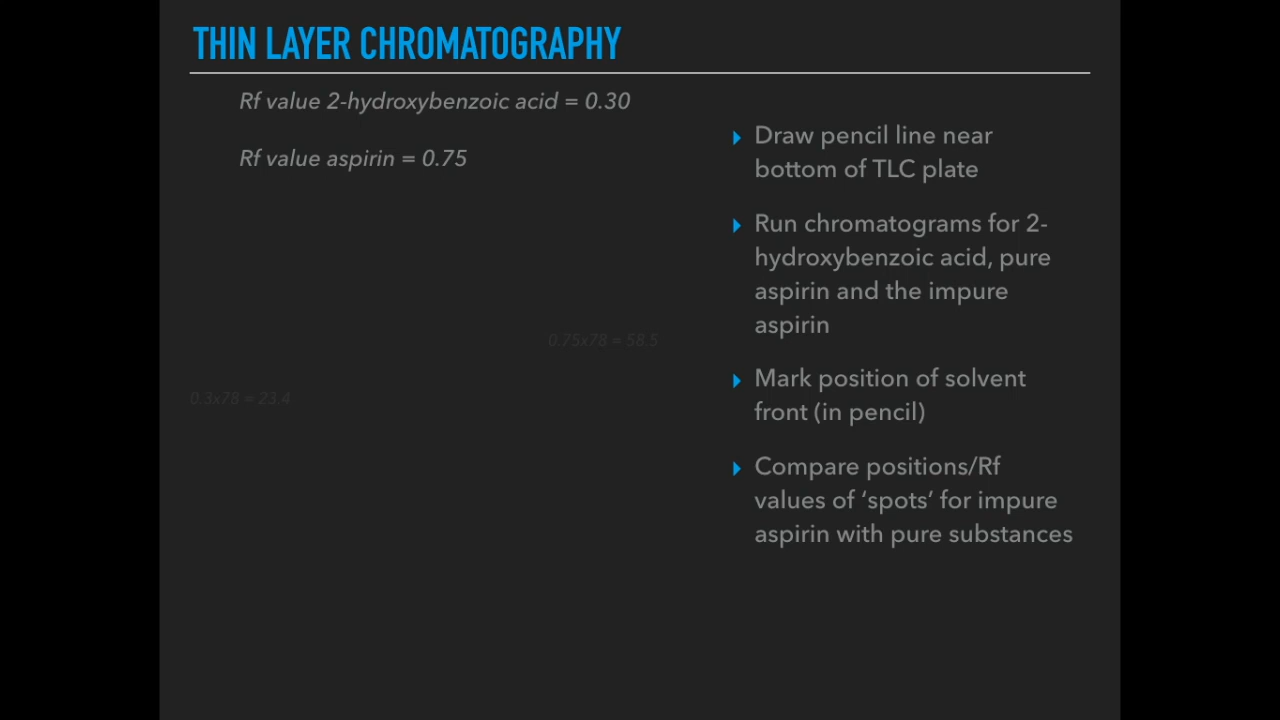 THIN LAYER CHROMATOGRAPHY
Rf value 2-hydroxybenzoic acid = 0.30
Rf value aspirin = 0.75
0.75x78 = 58.5
0.3x78 = 23.4
Draw pencil line near
bottom of TLC plate
Run chromatograms for 2-
hydroxybenzoic acid, pure
aspirin and the impure
aspirin
Mark position of solvent
front (in pencil)
Compare positions/Rf
values of ‘spots’ for impure
aspirin with pure substances